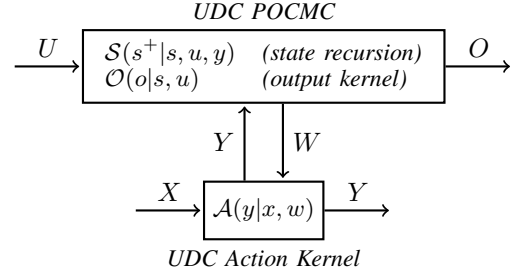 UDC POCMC
U
𝒮(s⁺|s, u, y) (state recursion)
𝒪(o|s, u) (output kernel)
O
Y
W
X
𝒜(y|x, w)
Y
UDC Action Kernel